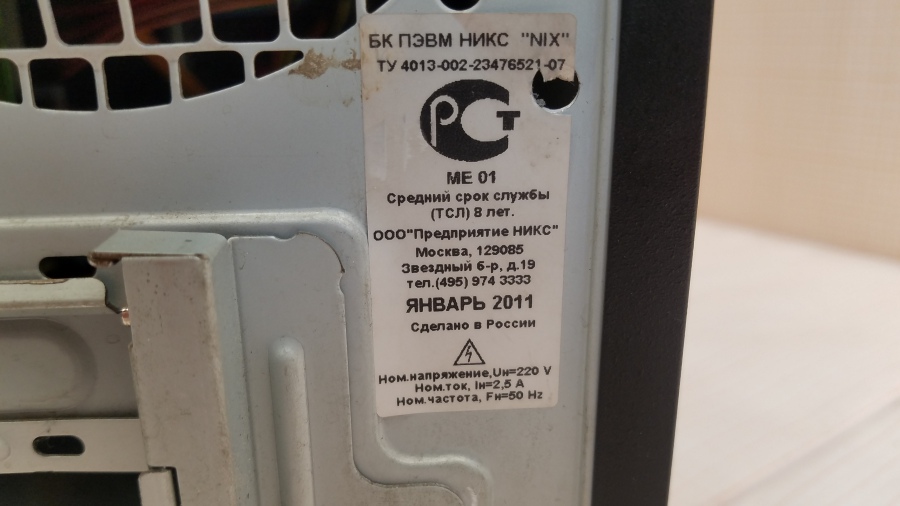 БК ПЭВМ НИКС "NIX"
ТУ 4013-002-23476521-07
РСТ
МЕ 01
Средний срок службы
(ТСЛ) 8 лет.
ООО"Предприятие НИКС"
Москва, 129085
Звездный б-р, д.19
тел.(495) 974 3333
ЯНВАРЬ 2011
Сделано в России
Ном.напряжение,Uн=220 V
Ном.ток, Iн=2,5 А
Ном.частота, Fн=50 Hz